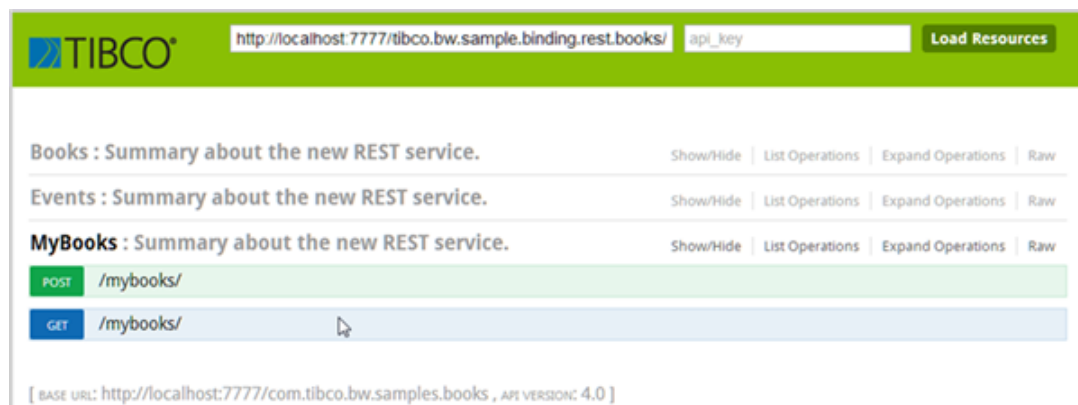 TIBCO®
http://localhost:7777/tibco.bw.sample.binding.rest.books/ api_key Load Resources
Books : Summary about the new REST service. Show/Hide List Operations Expand Operations Raw
Events : Summary about the new REST service. Show/Hide List Operations Expand Operations Raw
MyBooks : Summary about the new REST service. Show/Hide List Operations Expand Operations Raw
POST /mybooks/
GET /mybooks/
[ BASE URL: http://localhost:7777/com.tibco.bw.samples.books , API VERSION: 4.0 ]